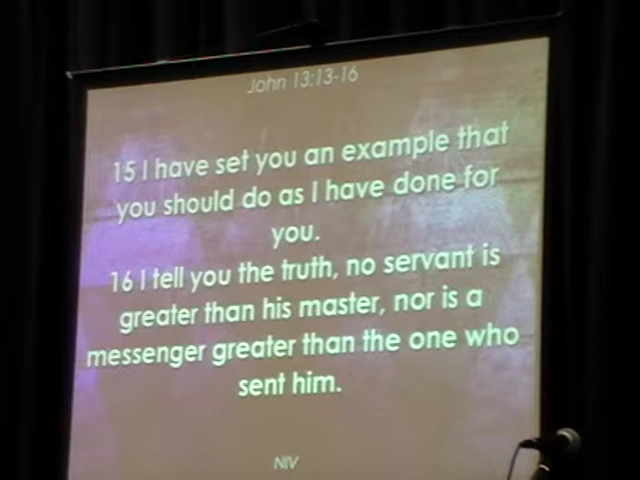 John 13:13-16
15 I have set you an example that
you should do as I have done for
you.
16 I tell you the truth, no servant is
greater than his master, nor is a
messenger greater than the one who
sent him.
NIV